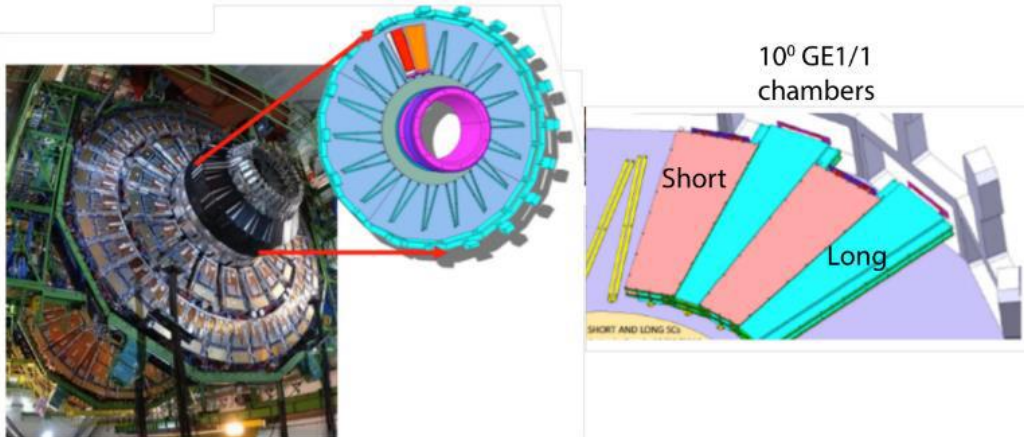 10⁰ GE1/1
chambers
Short
Long
SHORT AND LONG SCs